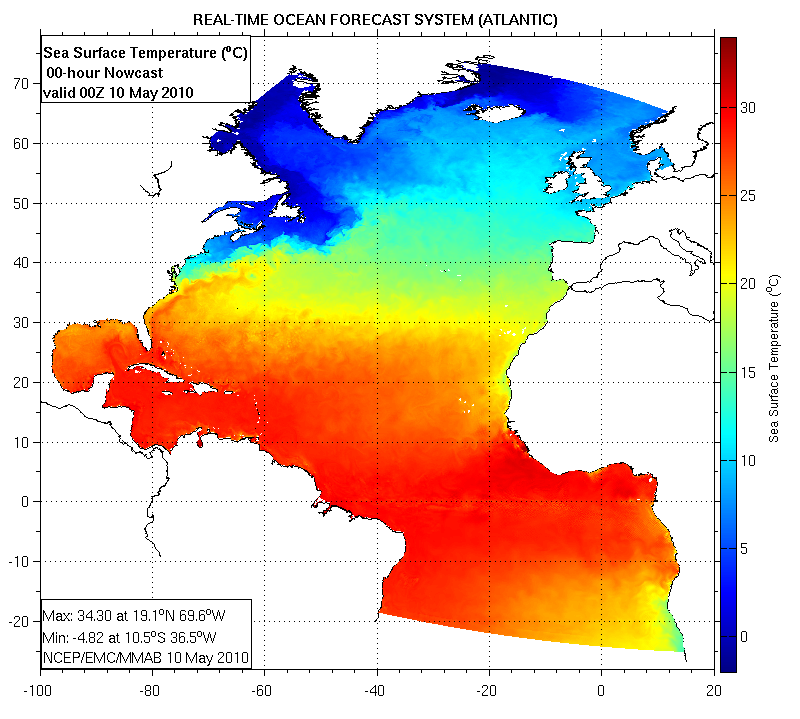 REAL-TIME OCEAN FORECAST SYSTEM (ATLANTIC)
Sea Surface Temperature (°C)
00-hour Nowcast
valid 00Z 10 May 2010
70
60
50
40
30
20
10
0
-10
-20
Max: 34.30 at 19.1°N 69.6°W
Min: -4.82 at 10.5°S 36.5°W
NCEP/EMC/MMAB 10 May 2010
-100 -80 -60 -40 -20 0 20
30
25
20
15
10
5
0
Sea Surface Temperature (°C)